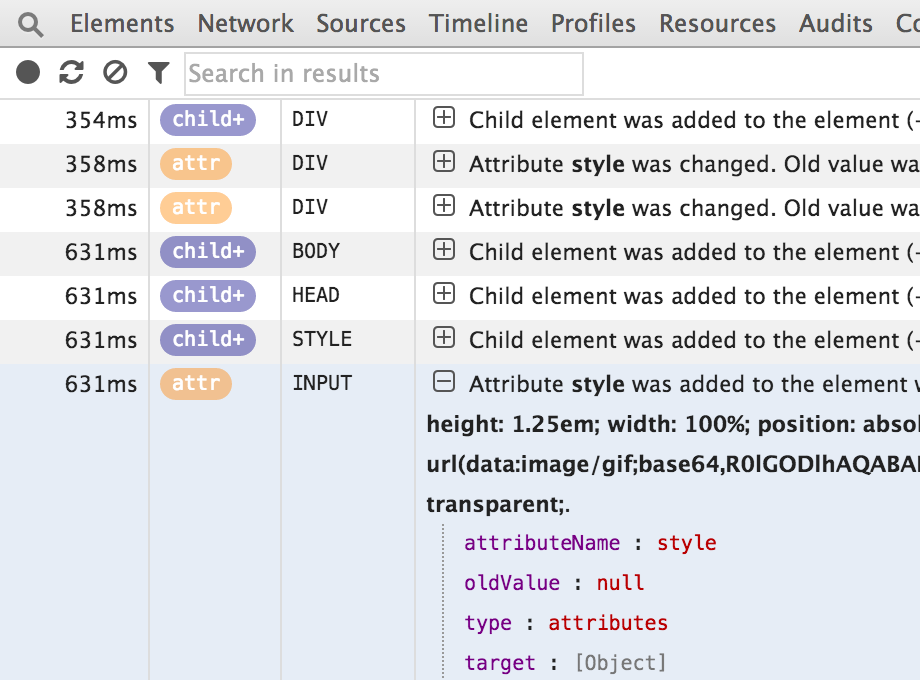 Elements Network Sources Timeline Profiles Resources Audits
Search in results
354ms child+ DIV Child element was added to the element (
358ms attr DIV Attribute style was changed. Old value
358ms attr DIV Attribute style was changed. Old value
631ms child+ BODY Child element was added to the element (
631ms child+ HEAD Child element was added to the element (
631ms child+ STYLE Child element was added to the element (
631ms attr INPUT Attribute style was added to the element
height: 1.25em; width: 100%; position:
url(data:image/gif;base64,R0lGODlhAQABA
transparent;.
attributeName : style
oldValue : null
type : attributes
target : [Object]